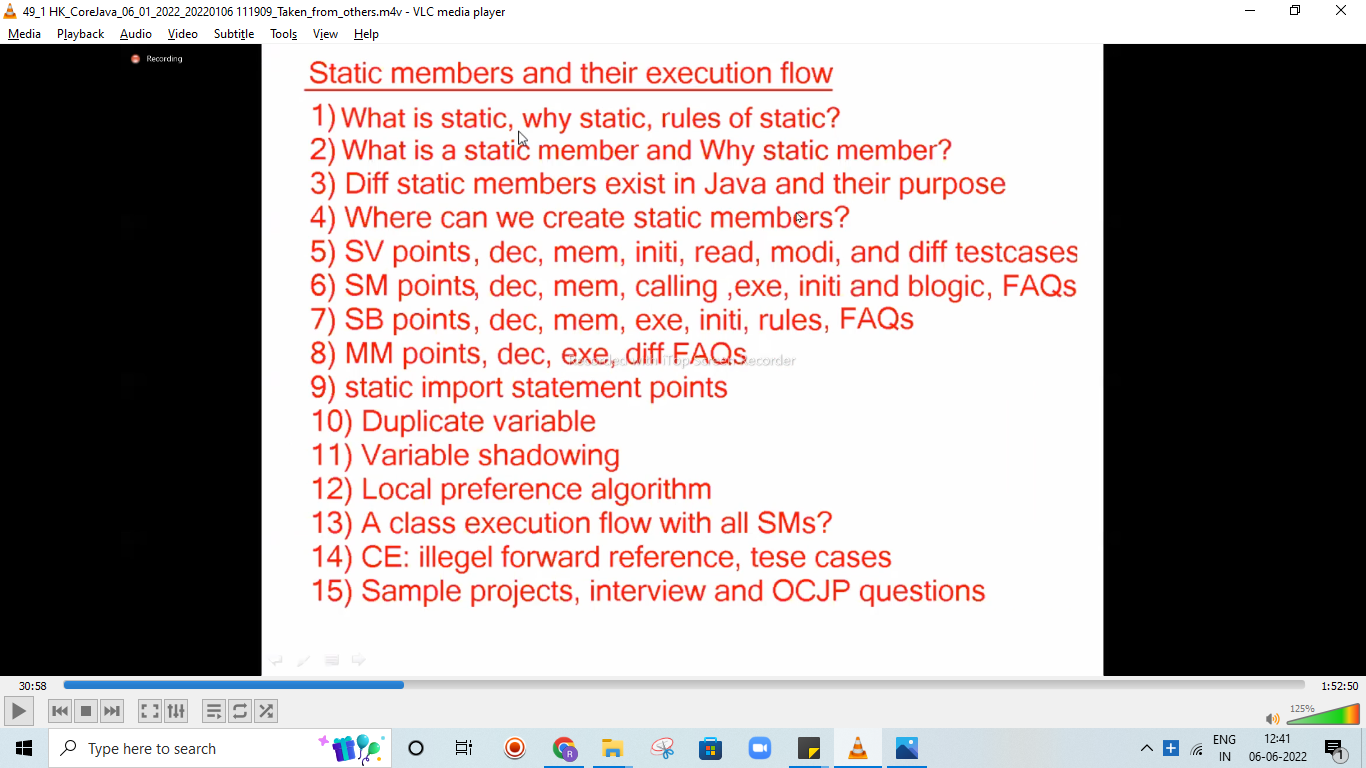 49_1 HK_CoreJava_06_01_2022_20220106 111909_Taken_from_others.m4v - VLC media player
Media Playback Audio Video Subtitle Tools View Help
Recording
Static members and their execution flow
1) What is static, why static, rules of static?
2) What is a static member and Why static member?
3) Diff static members exist in Java and their purpose
4) Where can we create static members?
5) SV points, dec, mem, initi, read, modi, and diff testcases
6) SM points, dec, mem, calling ,exe, initi and blogic, FAQs
7) SB points, dec, mem, exe, initi, rules, FAQs
8) MM points, dec, exe, diff FAQs
Recorded with iTop Screen Recorder
9) static import statement points
10) Duplicate variable
11) Variable shadowing
12) Local preference algorithm
13) A class execution flow with all SMs?
14) CE: illegel forward reference, tese cases
15) Sample projects, interview and OCJP questions
30:58 1:52:50
125%
Type here to search
R
ENG 12:41
IN 06-06-2022
1